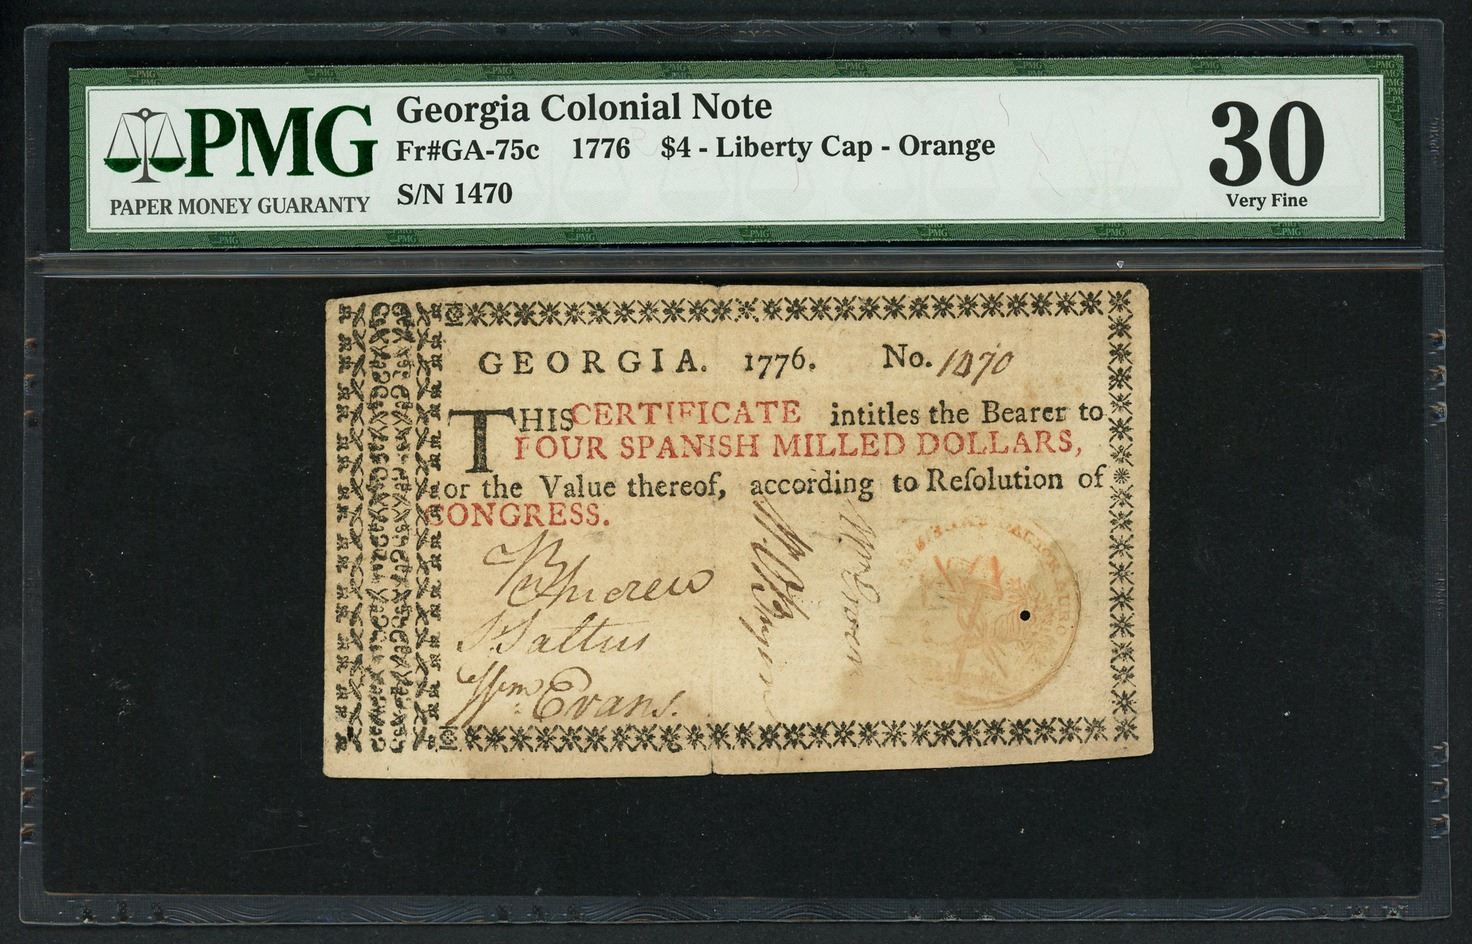 PMG
PAPER MONEY GUARANTY
Georgia Colonial Note
Fr#GA-75c 1776 $4 - Liberty Cap - Orange
S/N 1470
30
Very Fine
GEORGIA. 1776. No. 1470
THIS CERTIFICATE intitles the Bearer to
FOUR SPANISH MILLED DOLLARS,
or the Value thereof, according to Reſolution of
CONGRESS.
Wm Evans.